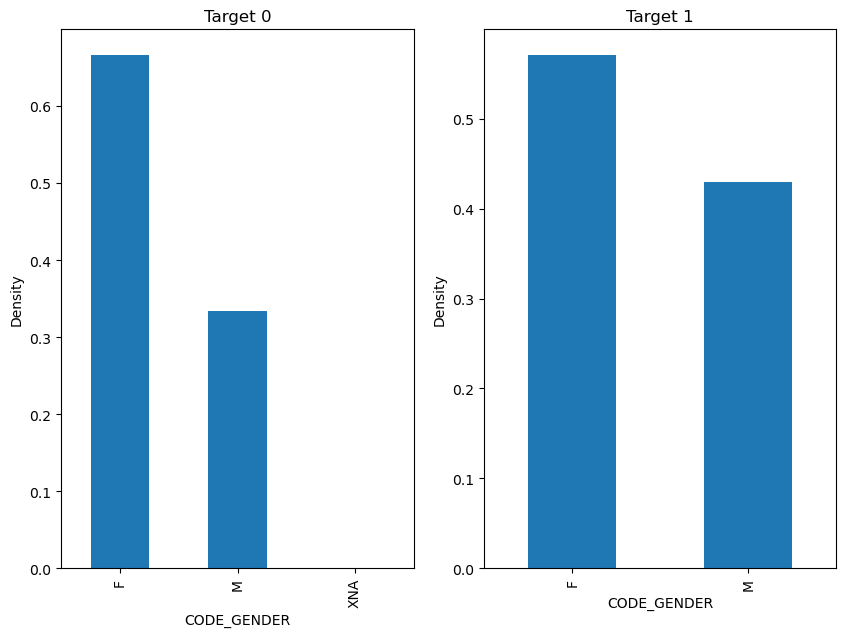 Target 0
Density
0.6
0.5
0.4
0.3
0.2
0.1
0.0
F
M
XNA
CODE_GENDER
Target 1
Density
0.5
0.4
0.3
0.2
0.1
0.0
F
M
CODE_GENDER